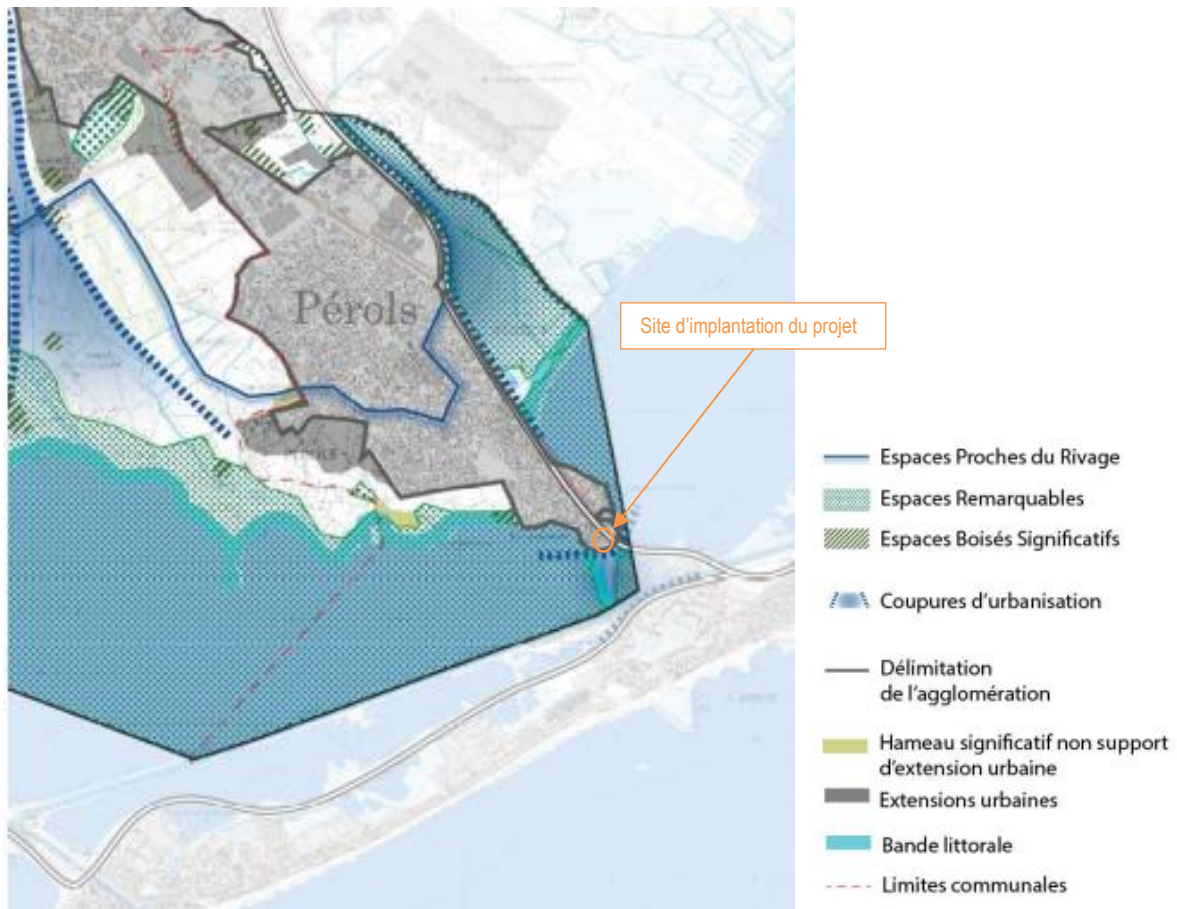 Pérols
Site d'implantation du projet
Espaces Proches du Rivage
Espaces Remarquables
Espaces Boisés Significatifs
Coupures d'urbanisation
Délimitation
de l'agglomération
Hameau significatif non support
d'extension urbaine
Extensions urbaines
Bande littorale
Limites communales